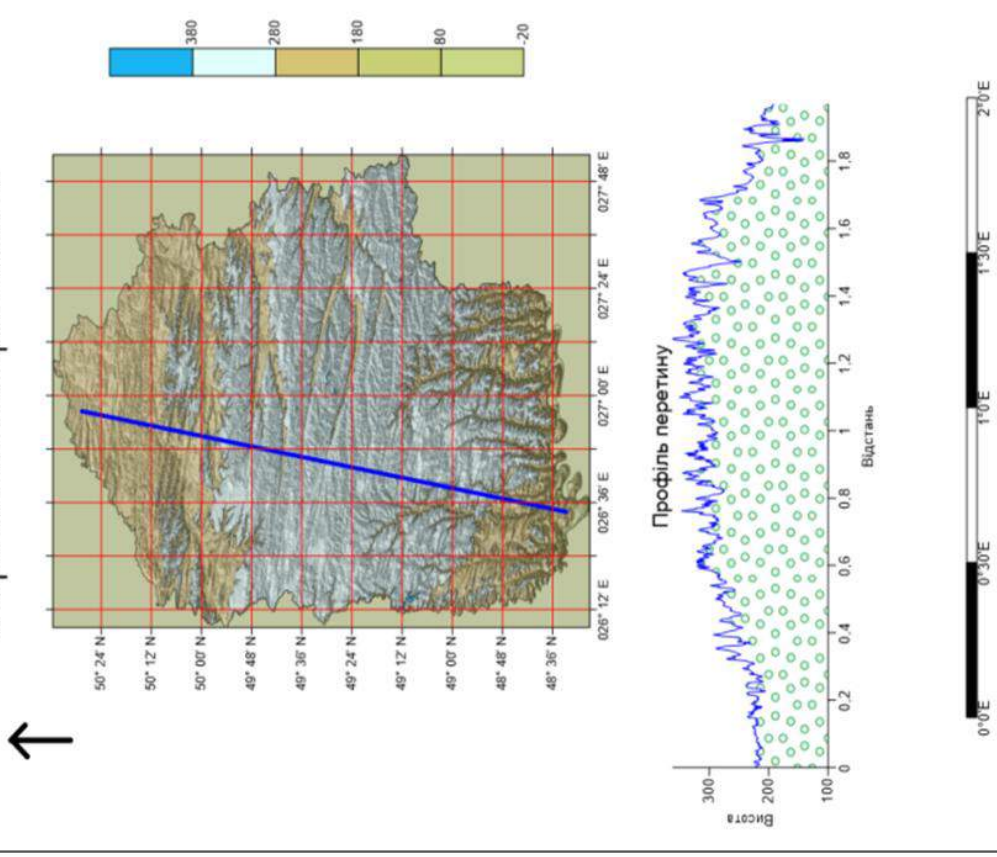 380
280
180
80
-20
50° 24' N
50° 12' N
50° 00' N
49° 48' N
49° 36' N
49° 24' N
49° 12' N
49° 00' N
48° 48' N
48° 36' N
026° 12' E
026° 36' E
027° 00' E
027° 24' E
027° 48' E
Профіль перетину
Висота
300
200
100
0
0.2
0.4
0.6
0.8
1
1.2
1.4
1.6
1.8
Відстань
0°0'E
0°30'E
1°0'E
1°30'E
2°0'E